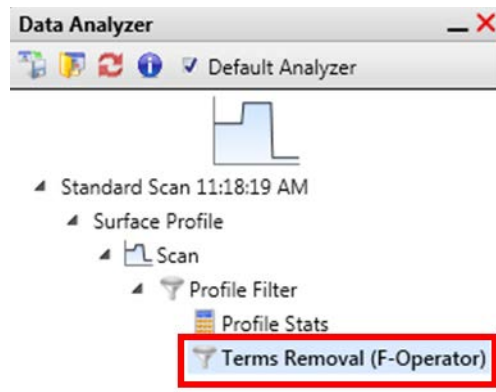 Data Analyzer
Default Analyzer
Standard Scan 11:18:19 AM
Surface Profile
Scan
Profile Filter
Profile Stats
Terms Removal (F-Operator)